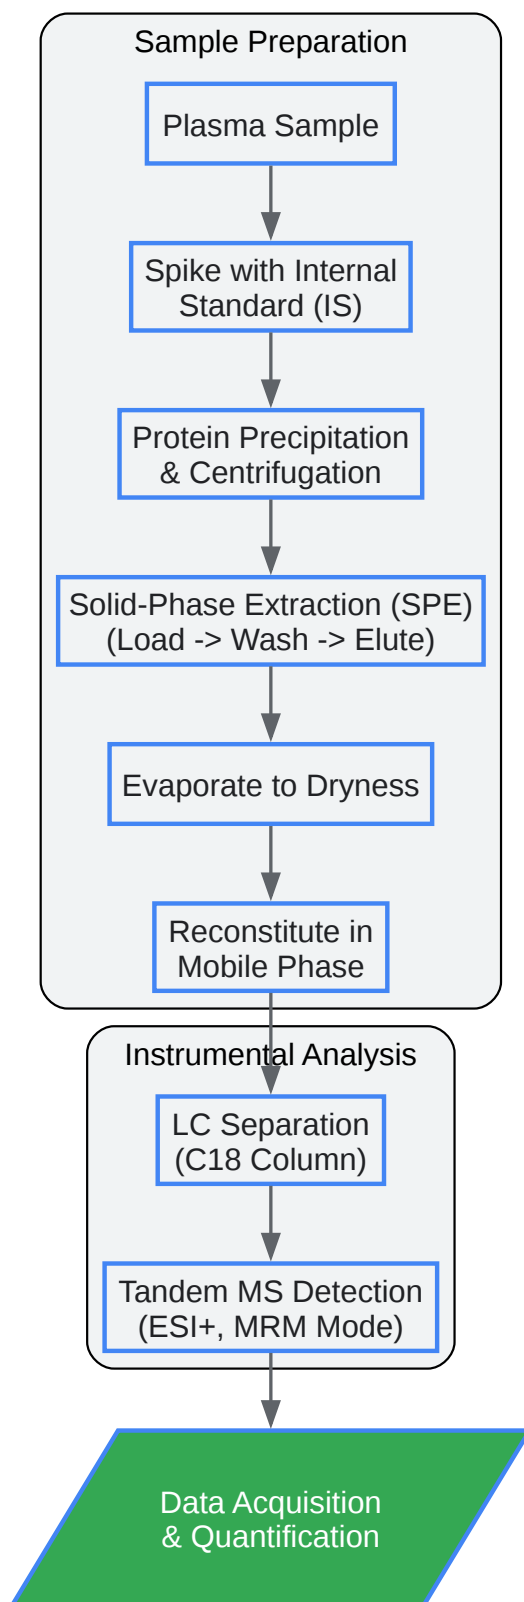 Sample Preparation
Plasma Sample
Spike with Internal
Standard (IS)
Protein Precipitation
& Centrifugation
Solid-Phase Extraction (SPE)
(Load -> Wash -> Elute)
Evaporate to Dryness
Reconstitute in
Mobile Phase
Instrumental Analysis
LC Separation
(C18 Column)
Tandem MS Detection
(ESI+, MRM Mode)
Data Acquisition
& Quantification